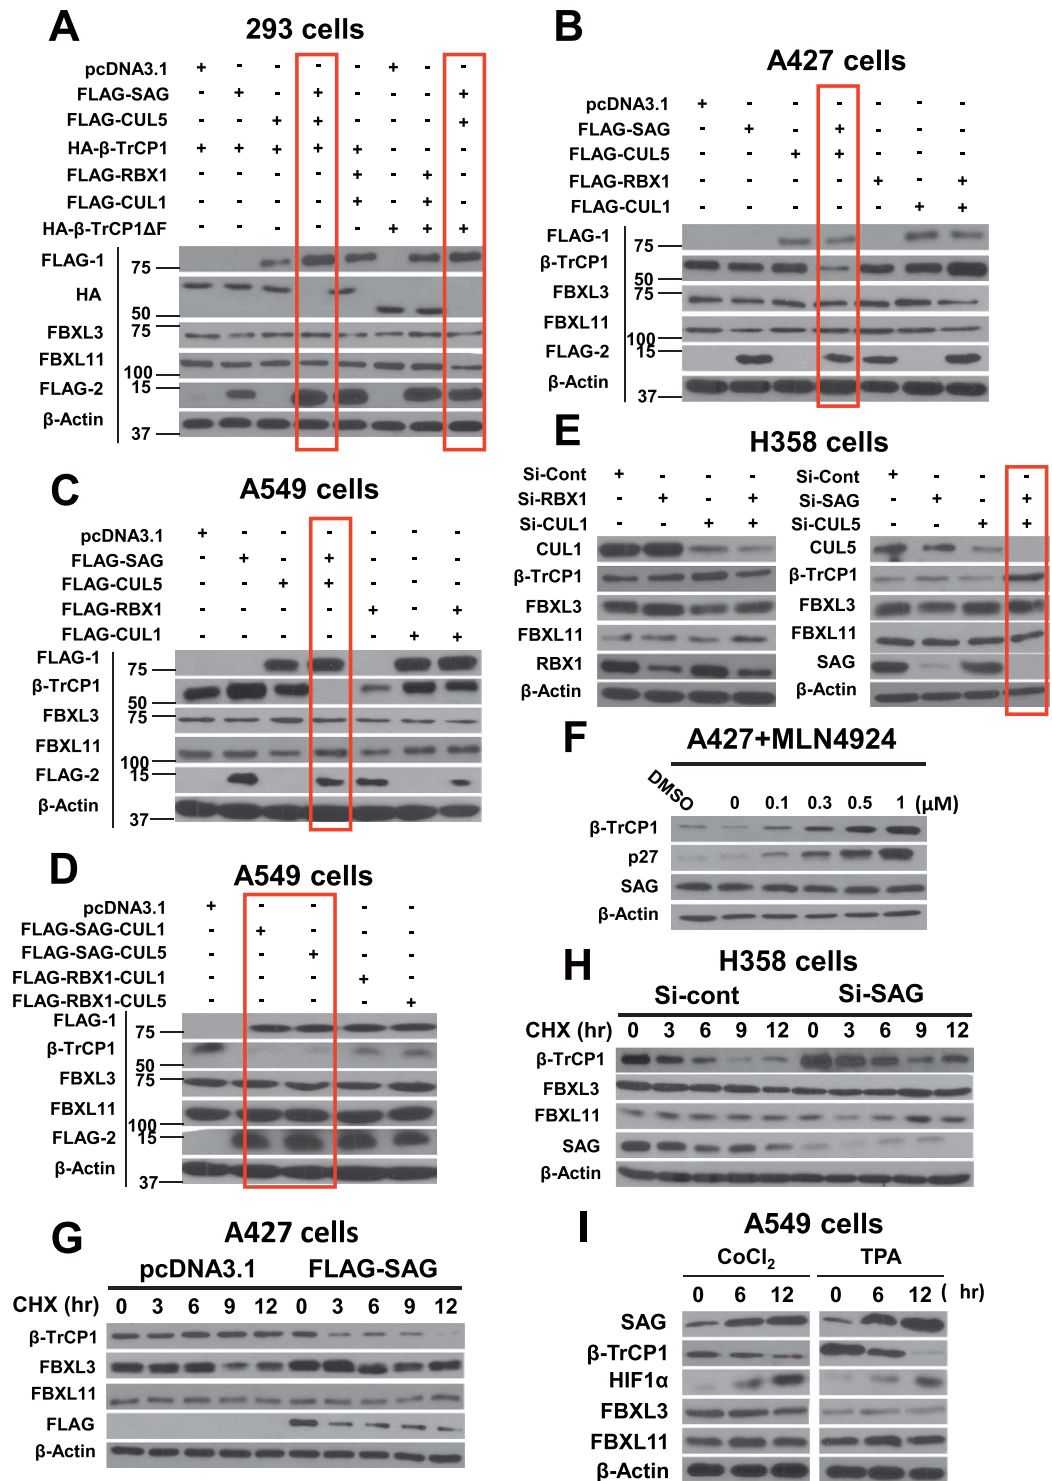 A
293 cells
pcDNA3.1 + - - - - + - -
FLAG-SAG - + - + - - - +
FLAG-CUL5 - - + + - - - +
HA-β-TrCP1 + + + + + - - -
FLAG-RBX1 - - - - + - + -
FLAG-CUL1 - - - - + - + -
HA-β-TrCP1ΔF - - - - - + + +
FLAG-1 75
HA 50
FBXL3 75
FBXL11 100
FLAG-2 15
β-Actin 37
B
A427 cells
pcDNA3.1 + - - - - - -
FLAG-SAG - + - + - - -
FLAG-CUL5 - - + + - - -
FLAG-RBX1 - - - - + - +
FLAG-CUL1 - - - - - + +
FLAG-1 75
β-TrCP1 50
FBXL3 75
FBXL11 100
FLAG-2 15
β-Actin 37
C
A549 cells
pcDNA3.1 + - - - - - -
FLAG-SAG - + - + - - -
FLAG-CUL5 - - + + - - -
FLAG-RBX1 - - - - + - +
FLAG-CUL1 - - - - - + +
FLAG-1 75
β-TrCP1 50
FBXL3 75
FBXL11 100
FLAG-2 15
β-Actin 37
E
H358 cells
Si-Cont + - - -
Si-RBX1 - + - +
Si-CUL1 - - + +
CUL1
β-TrCP1
FBXL3
FBXL11
RBX1
β-Actin
Si-Cont + - - -
Si-SAG - + - +
Si-CUL5 - - + +
CUL5
β-TrCP1
FBXL3
FBXL11
SAG
β-Actin
F
A427+MLN4924
DMSO 0 0.1 0.3 0.5 1 (μM)
β-TrCP1
p27
SAG
β-Actin
D
A549 cells
pcDNA3.1 + - - - -
FLAG-SAG-CUL1 - + - - -
FLAG-SAG-CUL5 - - + - -
FLAG-RBX1-CUL1 - - - + -
FLAG-RBX1-CUL5 - - - - +
FLAG-1 75
β-TrCP1 50
FBXL3 75
FBXL11 100
FLAG-2 15
β-Actin 37
H
H358 cells
Si-cont Si-SAG
CHX (hr) 0 3 6 9 12 0 3 6 9 12
β-TrCP1
FBXL3
FBXL11
SAG
β-Actin
G
A427 cells
pcDNA3.1 FLAG-SAG
CHX (hr) 0 3 6 9 12 0 3 6 9 12
β-TrCP1
FBXL3
FBXL11
FLAG
β-Actin
I
A549 cells
CoCl₂ TPA
0 6 12 0 6 12 ( hr)
SAG
β-TrCP1
HIF1α
FBXL3
FBXL11
β-Actin